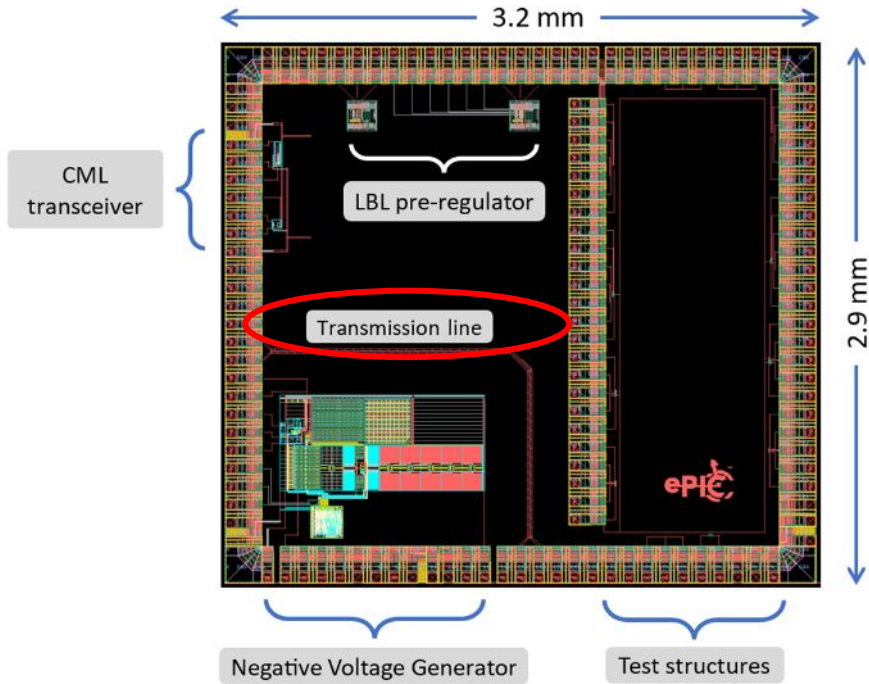 3.2 mm
CML
transceiver
LBL pre-regulator
Transmission line
2.9 mm
ePIC
Negative Voltage Generator
Test structures